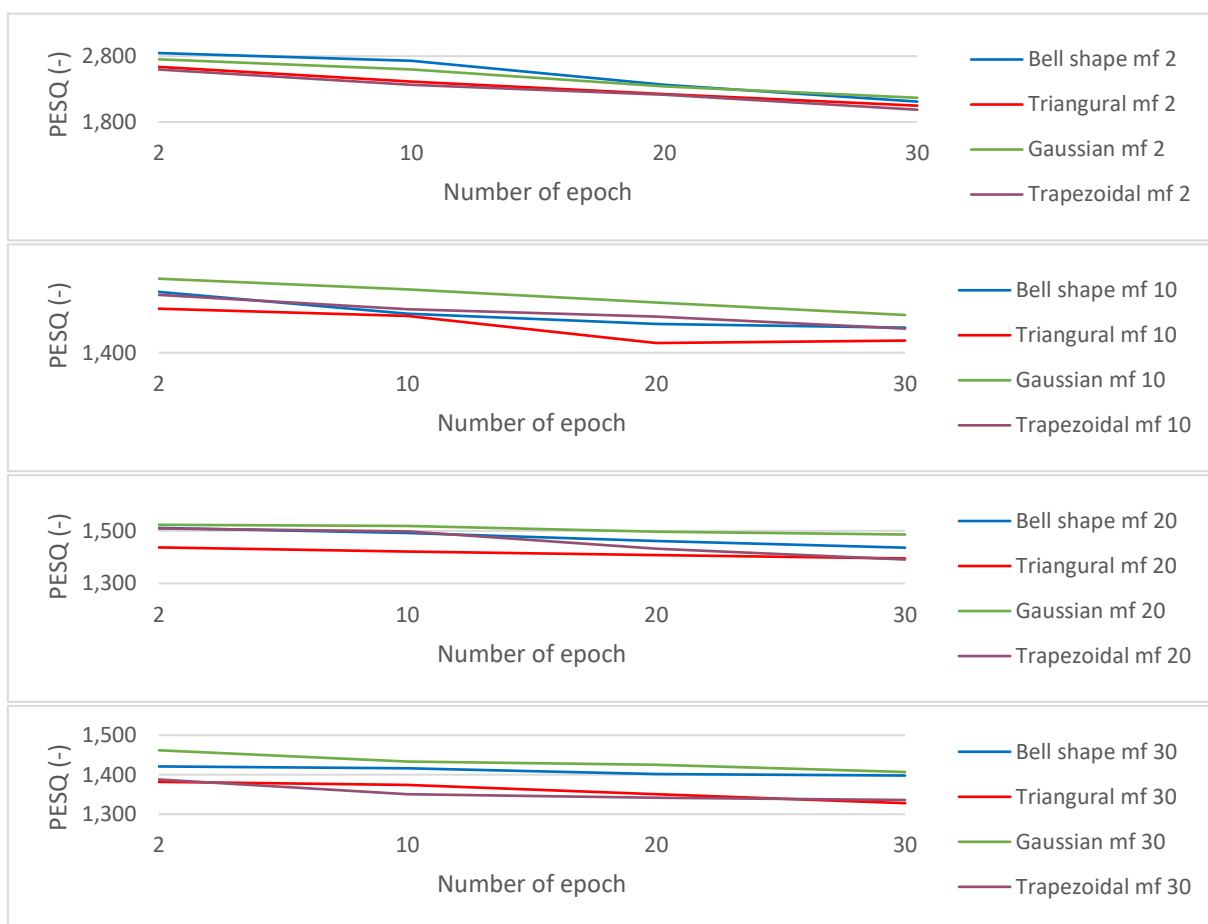 PESQ (-)
2,800
1,800
2
10
20
30
Number of epoch
Bell shape mf 2
Triangural mf 2
Gaussian mf 2
Trapezoidal mf 2
PESQ (-)
1,400
2
10
20
30
Number of epoch
Bell shape mf 10
Triangural mf 10
Gaussian mf 10
Trapezoidal mf 10
PESQ (-)
1,500
1,300
2
10
20
30
Number of epoch
Bell shape mf 20
Triangural mf 20
Gaussian mf 20
Trapezoidal mf 20
PESQ (-)
1,500
1,400
1,300
2
10
20
30
Number of epoch
Bell shape mf 30
Triangural mf 30
Gaussian mf 30
Trapezoidal mf 30